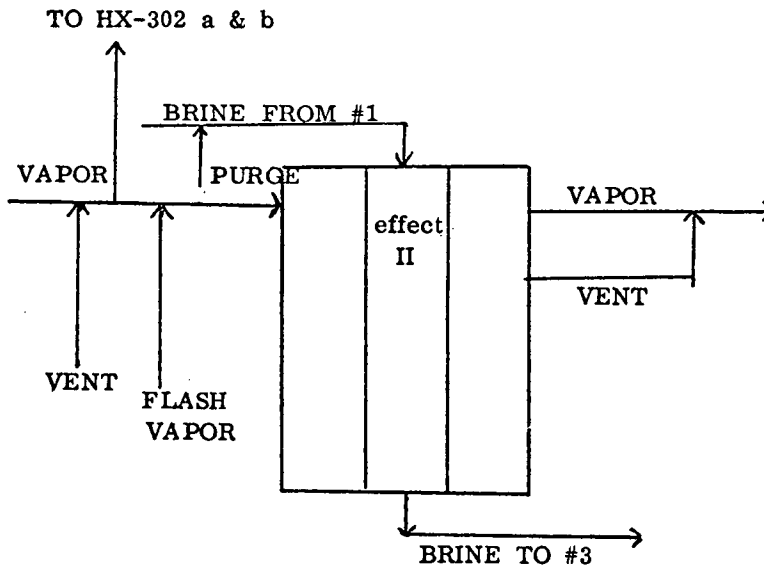 TO HX-302 a & b
BRINE FROM #1
VAPOR
PURGE
VAPOR
effect
II
VENT
VENT
FLASH
VAPOR
BRINE TO #3